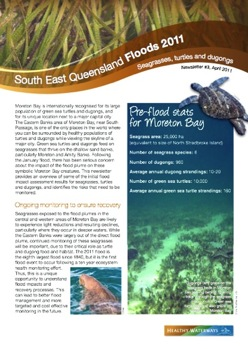 South East Queensland Floods 2011
Seagrasses, turtles and dugongs
Newsletter #3, April 2011
Moreton Bay is internationally recognised for its large
population of green sea turtles and dugongs, and
for its unique location next to a major capital city.
The Eastern Banks area of Moreton Bay, near South
Passage, is one of the only places in the world where
you can be surrounded by healthy populations of
turtles and dugongs while viewing the skyline of a
major city. Green sea turtles and dugongs feed on
seagrasses that thrive on the shallow sand banks,
particularly Moreton and Amity Banks. Following
the January flood, there has been serious concern
about the impact of the flood plume on these
symbolic Moreton Bay creatures. This newsletter
provides an overview of some of the initial flood
impact assessment results for seagrasses, turtles
and dugongs, and identifies the risks that need to be
monitored.
Ongoing monitoring to ensure recovery
Seagrasses exposed to the flood plumes in the
central and western areas of Moreton Bay are likely
to experience light reductions and resulting declines,
particularly where they occur in deeper waters. While
the Eastern Banks were largely out of the direct flood
plume, continued monitoring of these seagrasses
will be important, due to their critical role as turtle
and dugong food and habitat. The 2011 flood is
the eighth largest flood since 1840, but it is the first
flood event to occur following a ten year ecosystem
health monitoring effort.
Thus, this is a unique
opportunity to understand
flood impacts and
recovery processes. This
can lead to better flood
management and more
targeted and cost effective
monitoring in the future.
Pre-flood stats
for Moreton Bay
Seagrass area: 25,000 ha
(equivalent to size of North Stradbroke Island)
Number of seagrass species: 8
Number of dugongs: 960
Average annual dugong strandings: 10-20
Number of green sea turtles: 10,000
Average annual green sea turtle strandings: 150
HEALTHY WATERWAYS